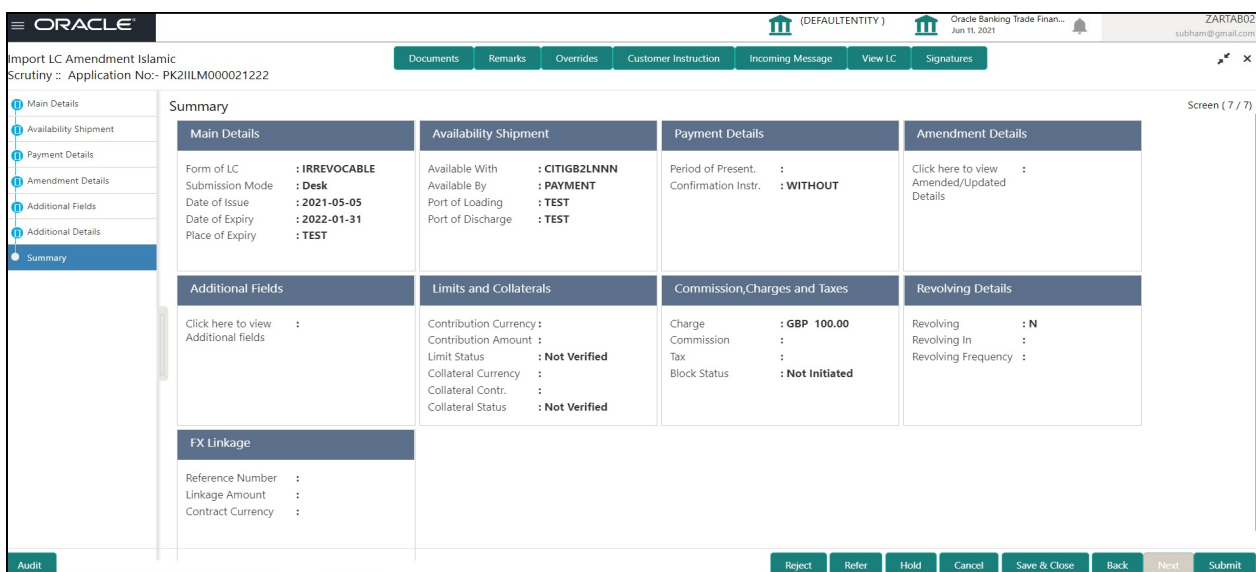 ORACLE
(DEFAULTENTITY )
Oracle Banking Trade Finan...
Jun 11, 2021
ZARTAB02
subham@gmail.com
Import LC Amendment Islamic
Scrutiny :: Application No:- PK2IILM000021222
Documents
Remarks
Overrides
Customer Instruction
Incoming Message
View LC
Signatures
Main Details
Availability Shipment
Payment Details
Amendment Details
Additional Fields
Additional Details
Summary
Summary
Screen ( 7 / 7)
Main Details
Form of LC : IRREVOCABLE
Submission Mode : Desk
Date of Issue : 2021-05-05
Date of Expiry : 2022-01-31
Place of Expiry : TEST
Availability Shipment
Available With : CITIGB2LNNN
Available By : PAYMENT
Port of Loading : TEST
Port of Discharge : TEST
Payment Details
Period of Present. :
Confirmation Instr. : WITHOUT
Amendment Details
Click here to view :
Amended/Updated
Details
Additional Fields
Click here to view :
Additional fields
Limits and Collaterals
Contribution Currency :
Contribution Amount :
Limit Status : Not Verified
Collateral Currency :
Collateral Contr. :
Collateral Status : Not Verified
Commission,Charges and Taxes
Charge : GBP 100.00
Commission :
Tax :
Block Status : Not Initiated
Revolving Details
Revolving : N
Revolving In :
Revolving Frequency :
FX Linkage
Reference Number :
Linkage Amount :
Contract Currency :
Audit
Reject
Refer
Hold
Cancel
Save & Close
Back
Next
Submit